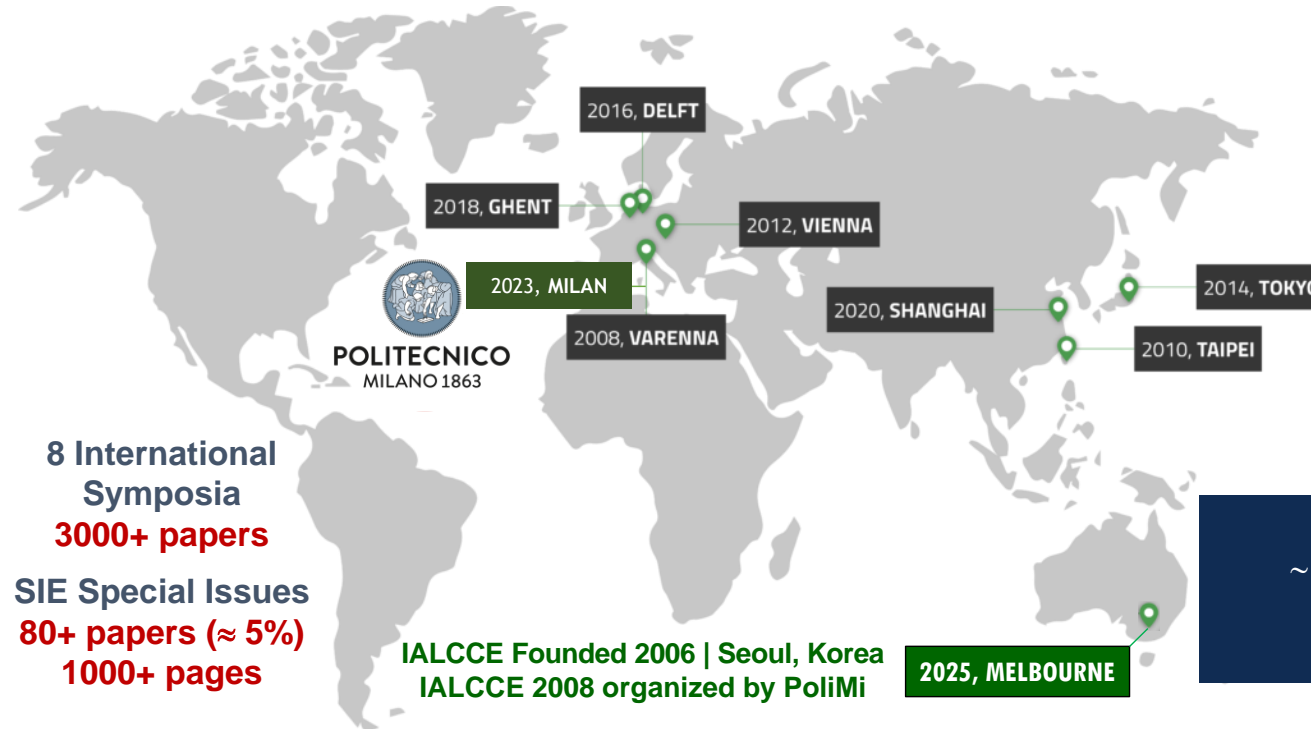 2016, DELFT
2018, GHENT
2012, VIENNA
2023, MILAN
2008, VARENNA
2020, SHANGHAI
2014, TOKYO
2010, TAIPEI
POLITECNICO
MILANO 1863
8 International
Symposia
3000+ papers
SIE Special Issues
80+ papers (≈ 5%)
1000+ pages
IALCCE Founded 2006 | Seoul, Korea
IALCCE 2008 organized by PoliMi
2025, MELBOURNE
~